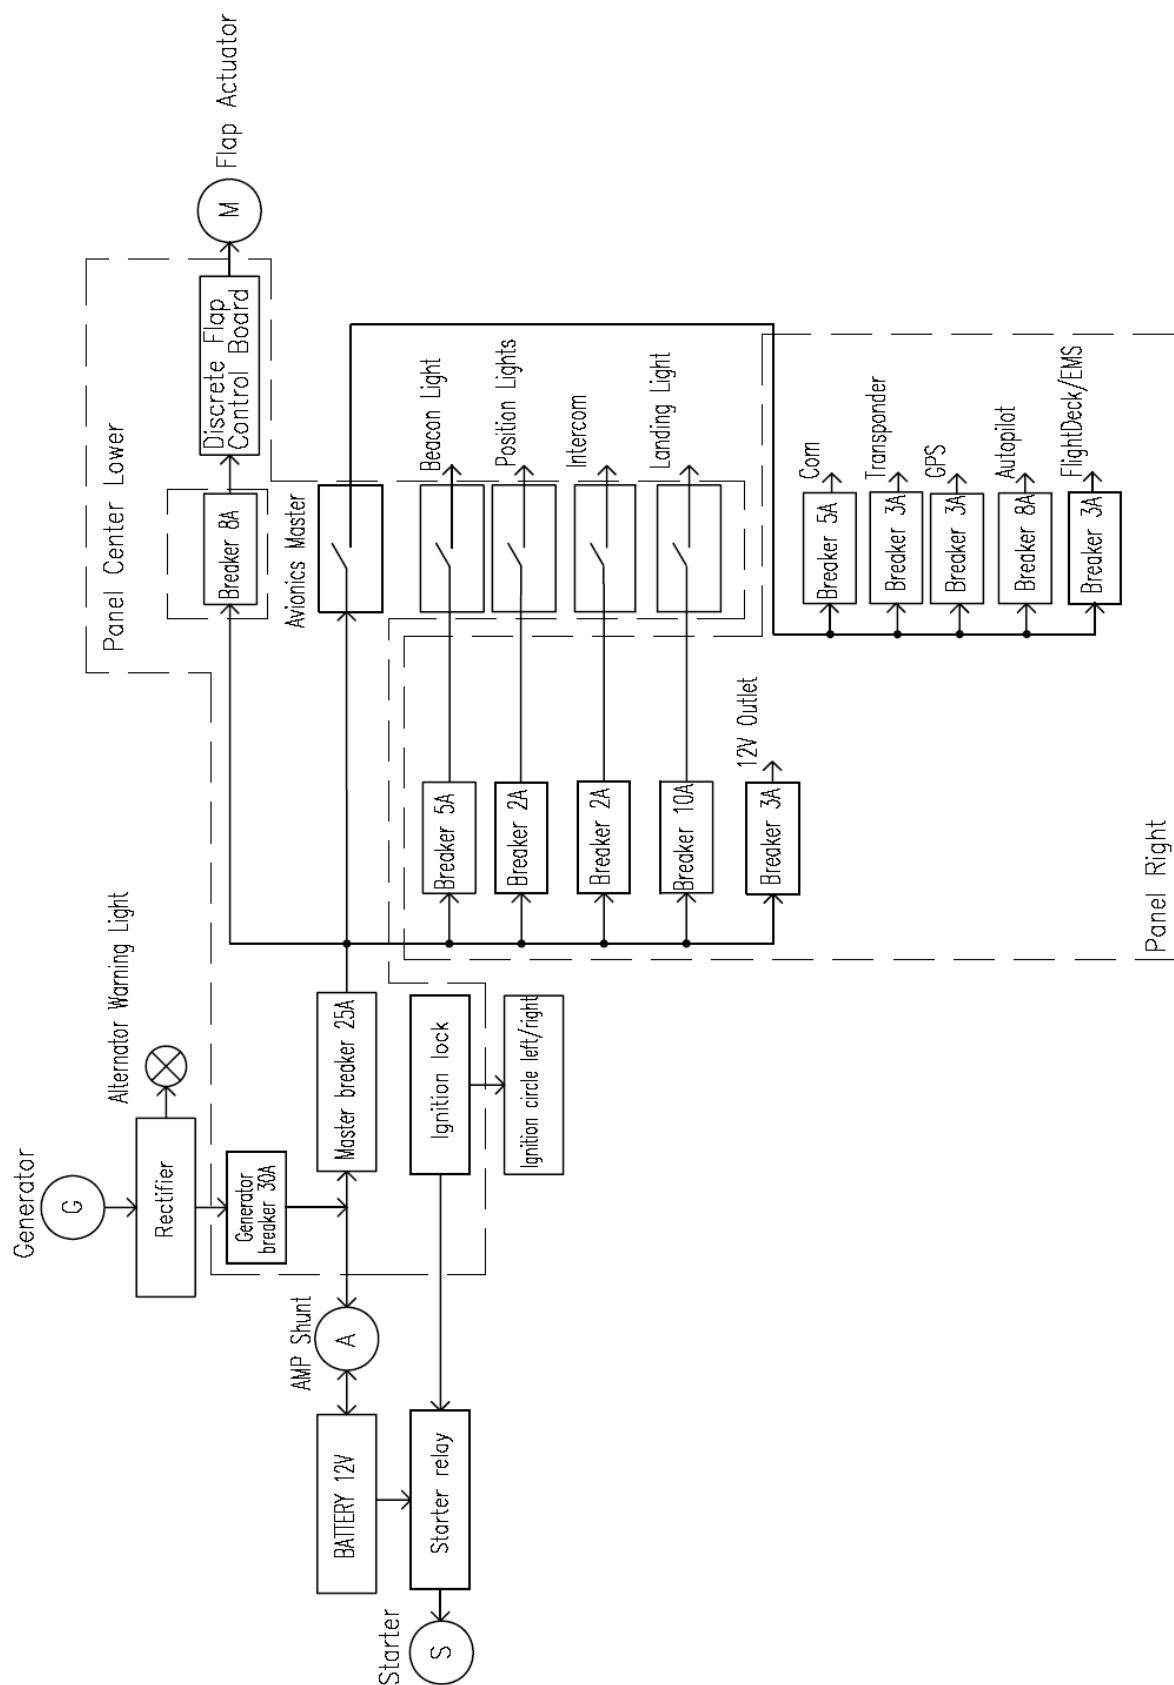 Generator
G
Rectifier
Alternator Warning Light
Generator
breaker 30A
AMP Shunt
A
BATTERY 12V
Starter
S
Starter relay
Master breaker 25A
Ignition lock
Ignition circle left/right
Panel Center Lower
Breaker 8A
Discrete Flap
Control Board
M
Flap Actuator
Avionics Master
Breaker 5A
Beacon Light
Breaker 2A
Position Lights
Breaker 2A
Intercom
Breaker 10A
Landing Light
Breaker 3A
12V Outlet
Breaker 5A
Com
Breaker 3A
Transponder
Breaker 3A
GPS
Breaker 8A
Autopilot
Breaker 3A
FlightDeck/EMS
Panel Right